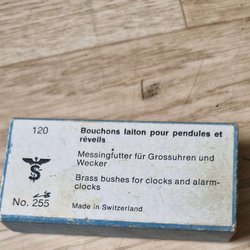 120
Bouchons laiton pour pendules et
réveils
Messingfutter für Grossuhren und
Wecker
Brass bushes for clocks and alarm-
clocks
No. 255
Made in Switzerland